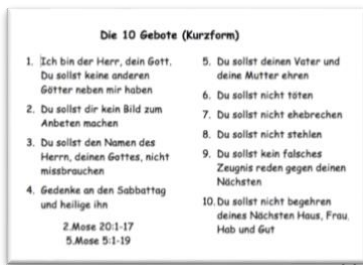 Die 10 Gebote (Kurzform)
1. Ich bin der Herr, dein Gott.
Du sollst keine anderen
Götter neben mir haben
2. Du sollst dir kein Bild zum
Anbeten machen
3. Du sollst den Namen des
Herrn, deinen Gottes, nicht
missbrauchen
4. Gedenke an den Sabbattag
und heilige ihn
2.Mose 20:1-17
5.Mose 5:1-19
5. Du sollst deinen Vater und
deine Mutter ehren
6. Du sollst nicht töten
7. Du sollst nicht ehebrechen
8. Du sollst nicht stehlen
9. Du sollst kein falsches
Zeugnis reden gegen deinen
Nächsten
10. Du sollst nicht begehren
deines Nächsten Haus, Frau,
Hab und Gut